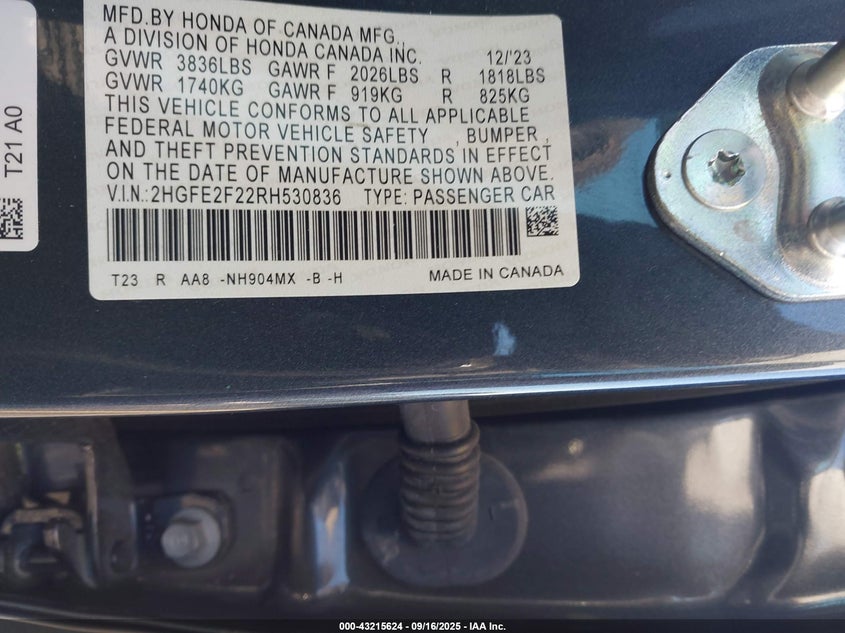 MFD.BY HONDA OF CANADA MFG.,
A DIVISION OF HONDA CANADA INC. 12/'23
GVWR 3836LBS GAWR F 2026LBS R 1818LBS
GVWR 1740KG GAWR F 919KG R 825KG
THIS VEHICLE CONFORMS TO ALL APPLICABLE
FEDERAL MOTOR VEHICLE SAFETY , BUMPER ,
AND THEFT PREVENTION STANDARDS IN EFFECT
ON THE DATE OF MANUFACTURE SHOWN ABOVE.
V.I.N.:2HGFE2F22RH530836 TYPE: PASSENGER CAR
T23 R AA8 -NH904MX -B -H MADE IN CANADA
T21 A0
000-43215624 - 09/16/2025 - IAA Inc.